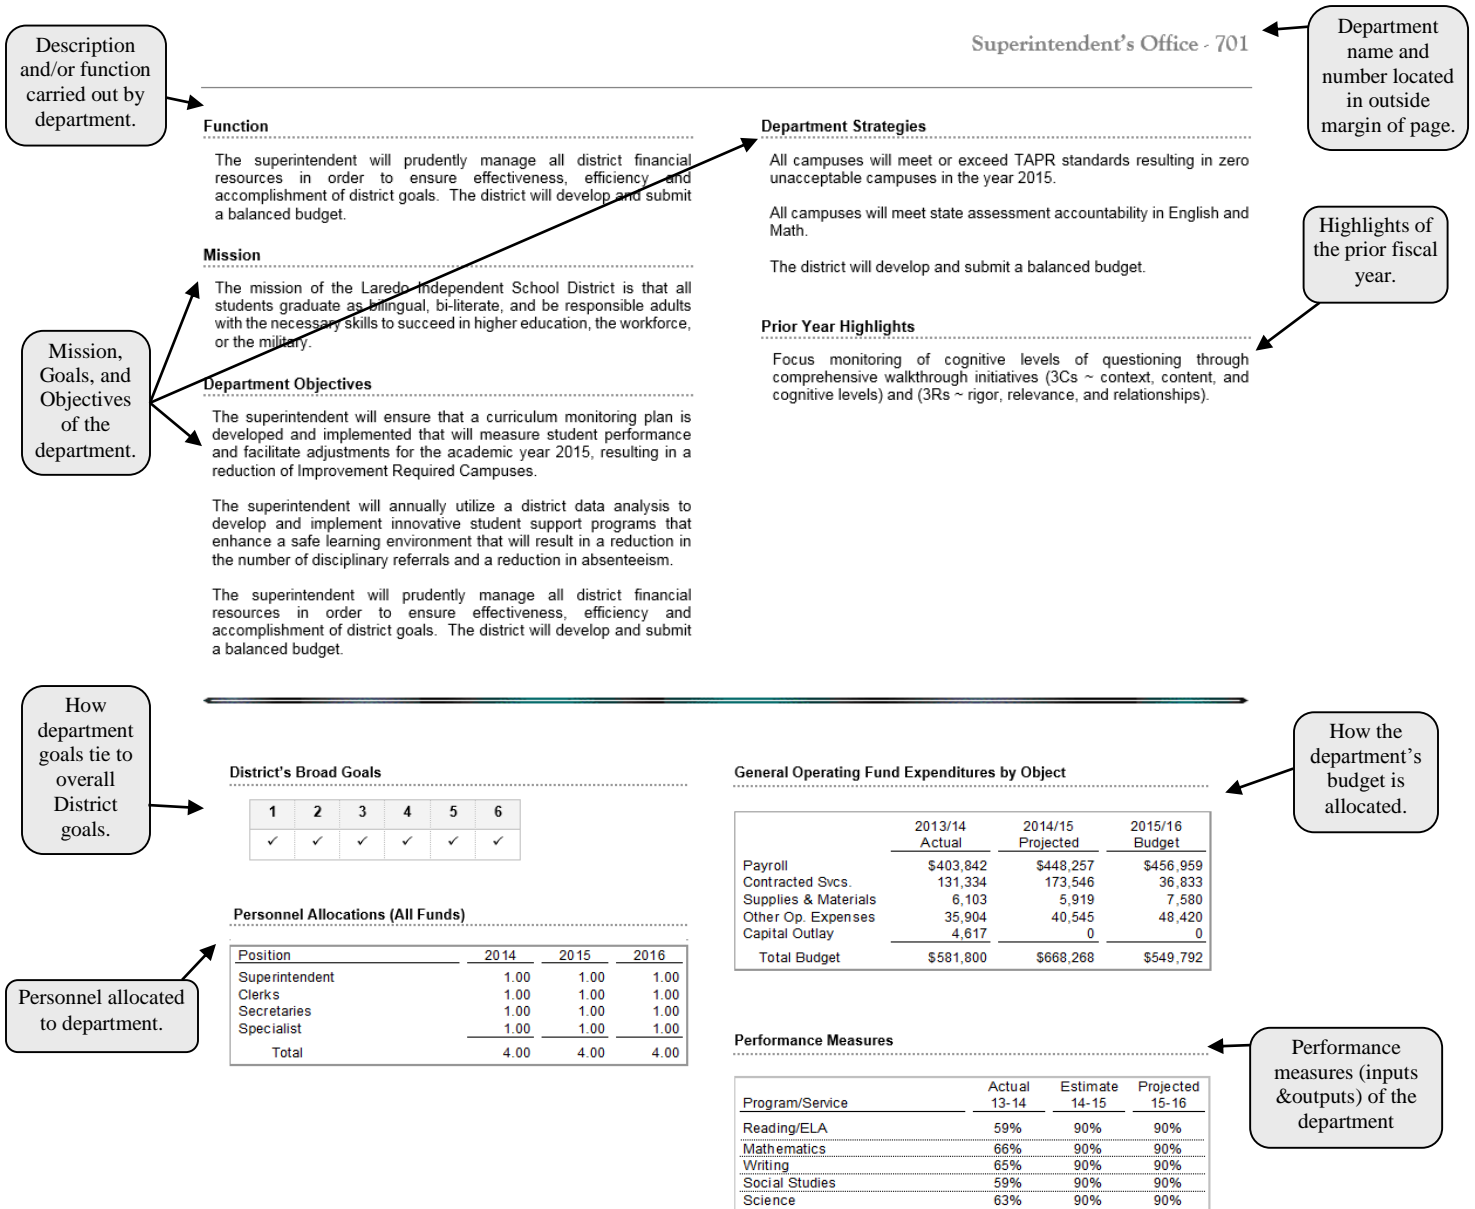 Superintendent's Office - 701
Description
and/or function
carried out by
department.
Department
name and
number located
in outside
margin of page.
Function
The superintendent will prudently manage all district financial
resources in order to ensure effectiveness, efficiency and
accomplishment of district goals. The district will develop and submit
a balanced budget.
Mission
The mission of the Laredo Independent School District is that all
students graduate as bilingual, bi-literate, and be responsible adults
with the necessary skills to succeed in higher education, the workforce,
or the military.
Mission,
Goals, and
Objectives
of the
department.
Department Objectives
The superintendent will ensure that a curriculum monitoring plan is
developed and implemented that will measure student performance
and facilitate adjustments for the academic year 2015, resulting in a
reduction of Improvement Required Campuses.
The superintendent will annually utilize a district data analysis to
develop and implement innovative student support programs that
enhance a safe learning environment that will result in a reduction in
the number of disciplinary referrals and a reduction in absenteeism.
The superintendent will prudently manage all district financial
resources in order to ensure effectiveness, efficiency and
accomplishment of district goals. The district will develop and submit
a balanced budget.
Department Strategies
All campuses will meet or exceed TAPR standards resulting in zero
unacceptable campuses in the year 2015.
All campuses will meet state assessment accountability in English and
Math.
The district will develop and submit a balanced budget.
Highlights of
the prior fiscal
year.
Prior Year Highlights
Focus monitoring of cognitive levels of questioning through
comprehensive walkthrough initiatives (3Cs ~ context, content, and
cognitive levels) and (3Rs ~ rigor, relevance, and relationships).
How
department
goals tie to
overall
District
goals.
District's Broad Goals
1 2 3 4 5 6
✓ ✓ ✓ ✓ ✓ ✓
Personnel allocated
to department.
Personnel Allocations (All Funds)
Position 2014 2015 2016
Superintendent 1.00 1.00 1.00
Clerks 1.00 1.00 1.00
Secretaries 1.00 1.00 1.00
Specialist 1.00 1.00 1.00
Total 4.00 4.00 4.00
How the
department's
budget is
allocated.
General Operating Fund Expenditures by Object
2013/14 2014/15 2015/16
Actual Projected Budget
Payroll $403,842 $448,257 $456,959
Contracted Svcs. 131,334 173,546 36,833
Supplies & Materials 6,103 5,919 7,580
Other Op. Expenses 35,904 40,545 48,420
Capital Outlay 4,617 0 0
Total Budget $581,800 $668,268 $549,792
Performance
measures (inputs
&outputs) of the
department
Performance Measures
Actual Estimate Projected
Program/Service 13-14 14-15 15-16
Reading/ELA 59% 90% 90%
Mathematics 66% 90% 90%
Writing 65% 90% 90%
Social Studies 59% 90% 90%
Science 63% 90% 90%